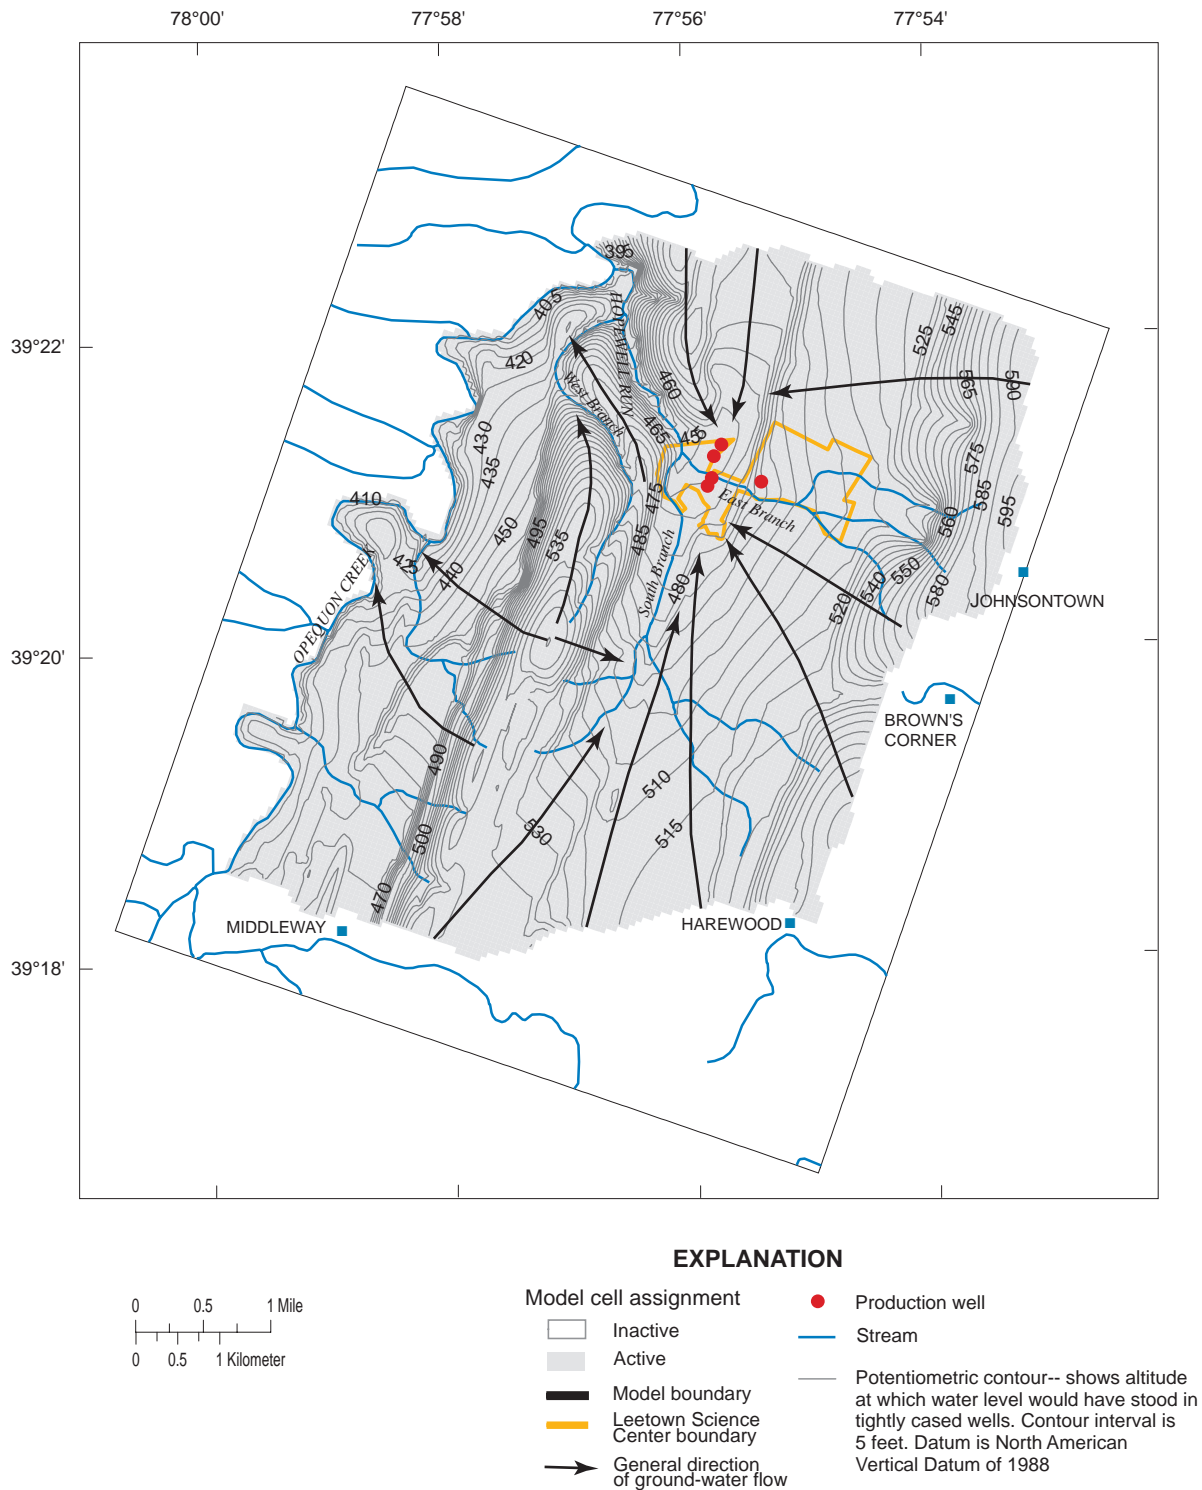 78°00' 77°58' 77°56' 77°54'
39°22'
39°20'
39°18'
395
405
HOPEWELL RUN
420
West Branch
460
525
545
565
590
430
435
465
455
475
575
585
595
410
450
495
535
485
East Branch
560
425
440
OPEQUON CREEK
South Branch
480
520
540
550
580
JOHNSONTOWN
BROWN'S
CORNER
490
510
500
530
515
470
MIDDLEWAY
HAREWOOD
EXPLANATION
0 0.5 1 Mile
0 0.5 1 Kilometer
Model cell assignment
Inactive
Active
Model boundary
Leetown Science
Center boundary
General direction
of ground-water flow
Production well
Stream
Potentiometric contour-- shows altitude
at which water level would have stood in
tightly cased wells. Contour interval is
5 feet. Datum is North American
Vertical Datum of 1988